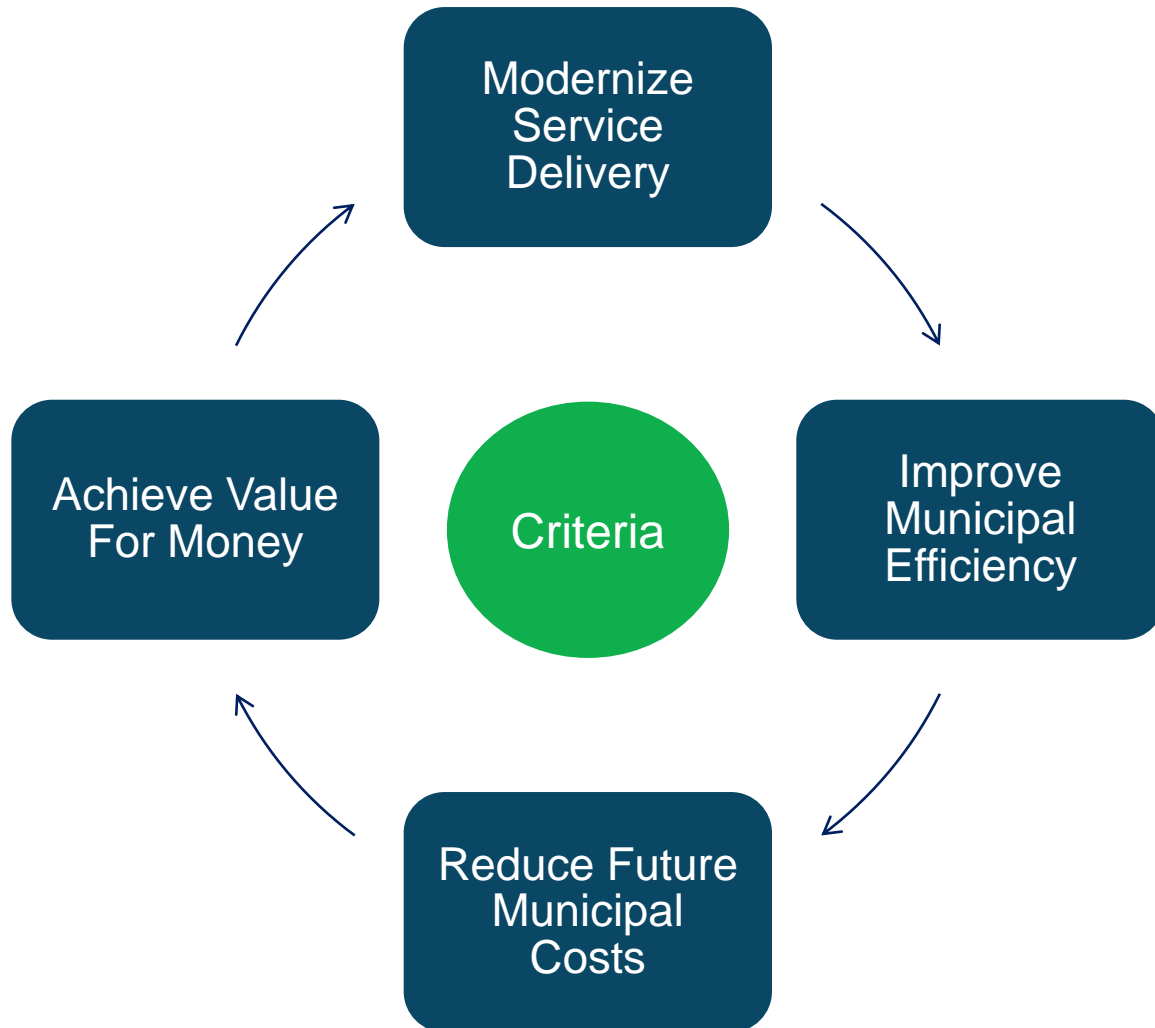 Modernize
Service
Delivery
Achieve Value
For Money
Criteria
Improve
Municipal
Efficiency
Reduce Future
Municipal
Costs